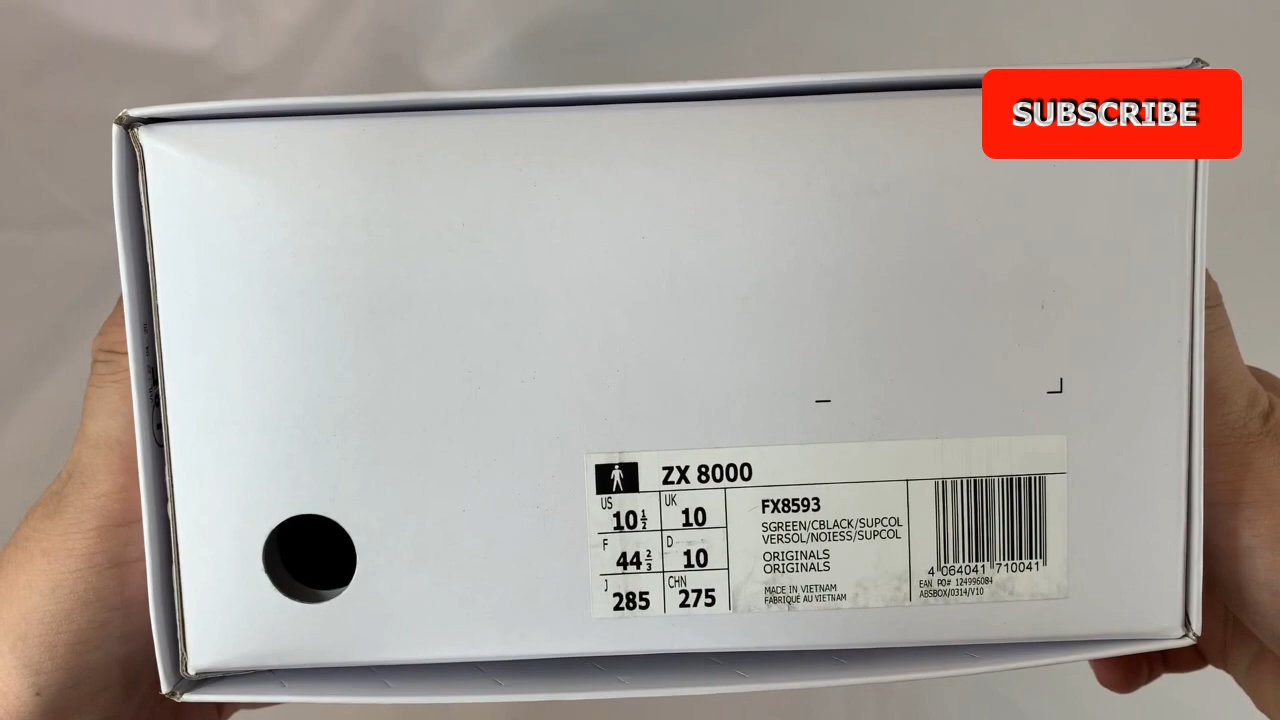 SUBSCRIBE
ZX 8000
US 10½
UK 10
F 44⅔
D 10
J 285
CHN 275
FX8593
SGREEN/CBLACK/SUPCOL
VERSOL/NOIESS/SUPCOL
ORIGINALS
ORIGINALS
MADE IN VIETNAM
FABRIQUÉ AU VIETNAM
4 064041 710041
EAN PO# 124996084
ABSBOX/0314/V10